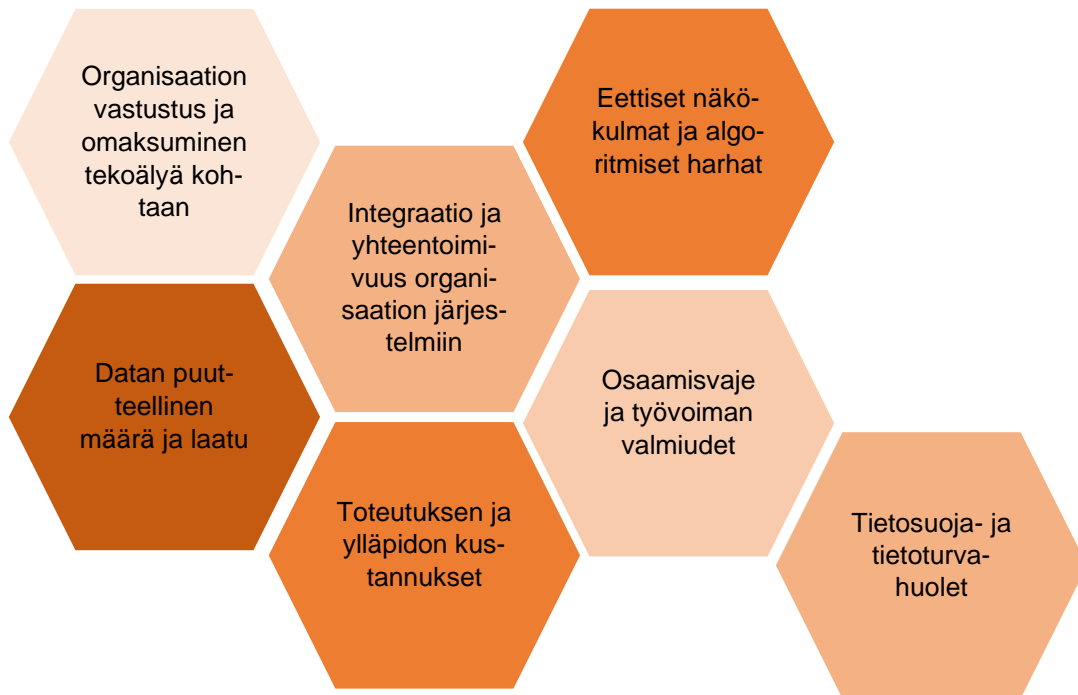 Organisaation
vastustus ja
omaksuminen
tekoälyä koh-
taan
Eettiset näkö-
kulmat ja algo-
ritmiset harhat
Integraatio ja
yhteentoimi-
vuus organi-
saation järjes-
telmiin
Datan puut-
teellinen
määrä ja laatu
Osaamisvaje
ja työvoiman
valmiudet
Toteutuksen ja
ylläpidon kus-
tannukset
Tietosuoja- ja
tietoturva-
huolet